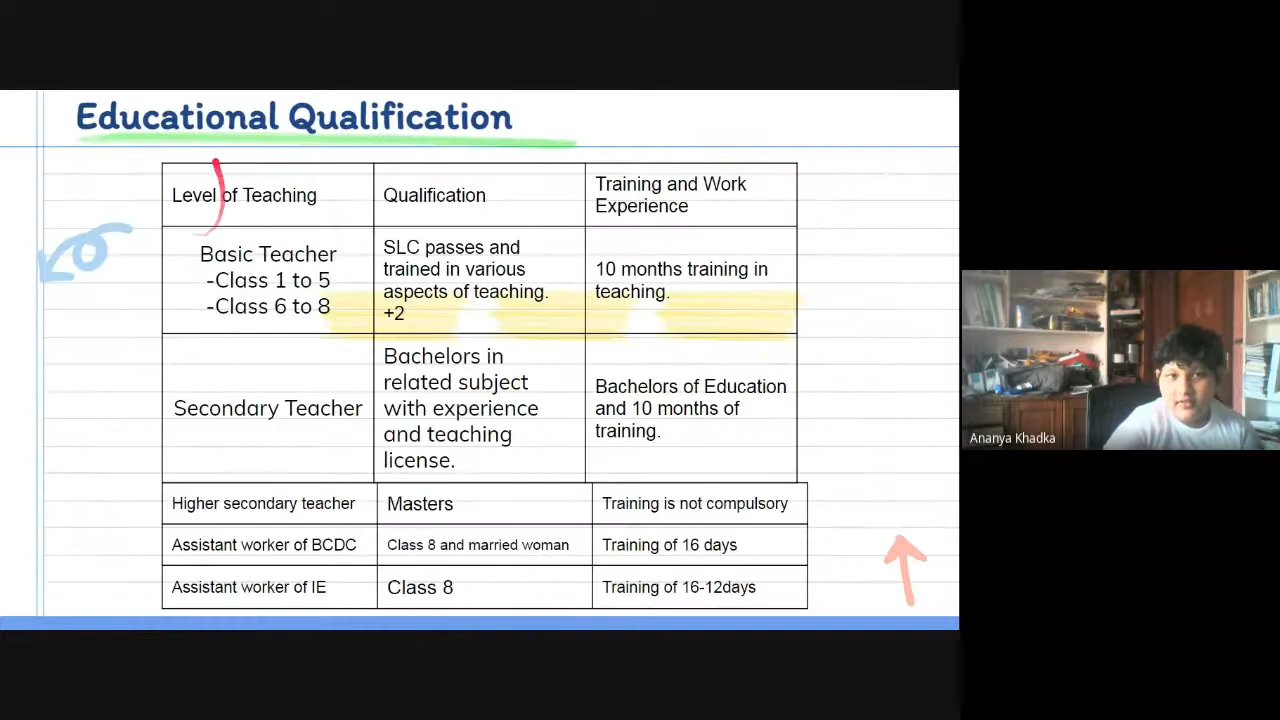 Educational Qualification
Level of Teaching
Qualification
Training and Work
Experience
Basic Teacher
-Class 1 to 5
-Class 6 to 8
SLC passes and
trained in various
aspects of teaching.
+2
10 months training in
teaching.
Secondary Teacher
Bachelors in
related subject
with experience
and teaching
license.
Bachelors of Education
and 10 months of
training.
Higher secondary teacher
Masters
Training is not compulsory
Assistant worker of BCDC
Class 8 and married woman
Training of 16 days
Assistant worker of IE
Class 8
Training of 16-12days
Ananya Khadka